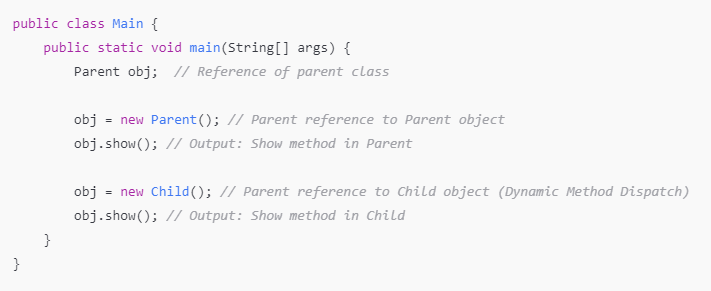 public class Main {
    public static void main(String[] args) {
        Parent obj;  // Reference of parent class

        obj = new Parent(); // Parent reference to Parent object
        obj.show(); // Output: Show method in Parent

        obj = new Child(); // Parent reference to Child object (Dynamic Method Dispatch)
        obj.show(); // Output: Show method in Child
    }
}